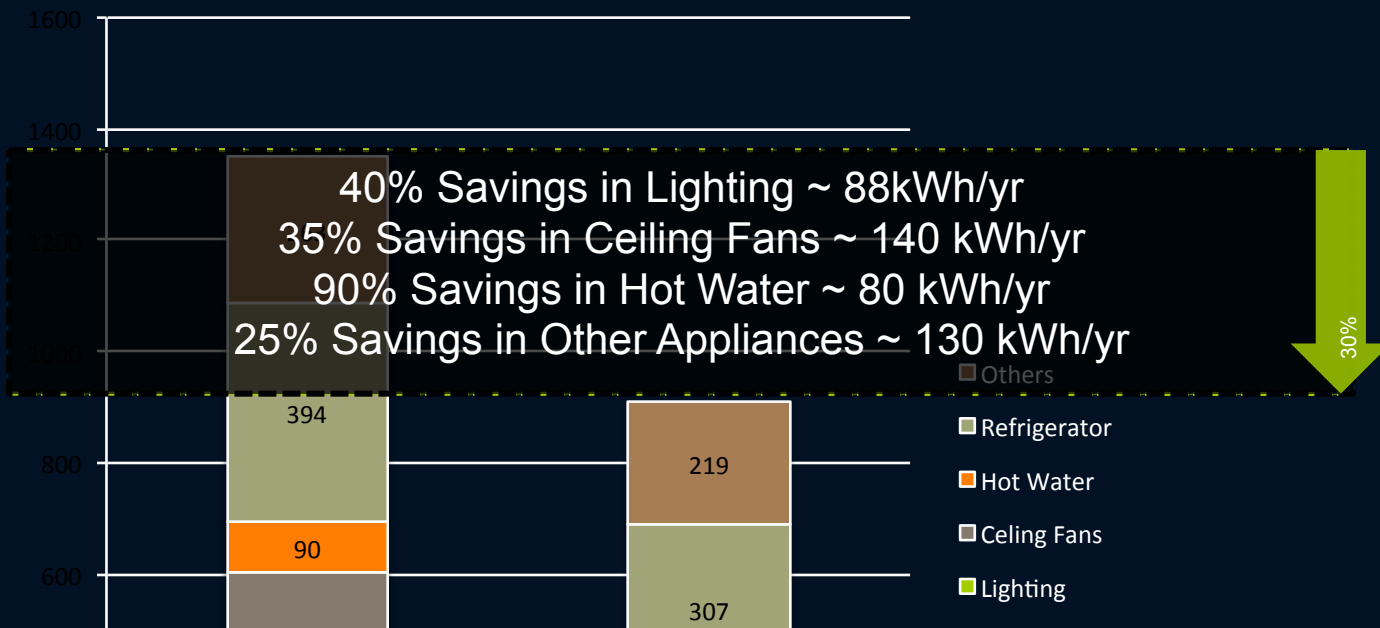 1600
1400
40% Savings in Lighting ~ 88kWh/yr
1200
35% Savings in Ceiling Fans ~ 140 kWh/yr
90% Savings in Hot Water ~ 80 kWh/yr
25% Savings in Other Appliances ~ 130 kWh/yr
30%
1000
Others
394
Refrigerator
800
219
Hot Water
90
Celing Fans
600
Lighting
307